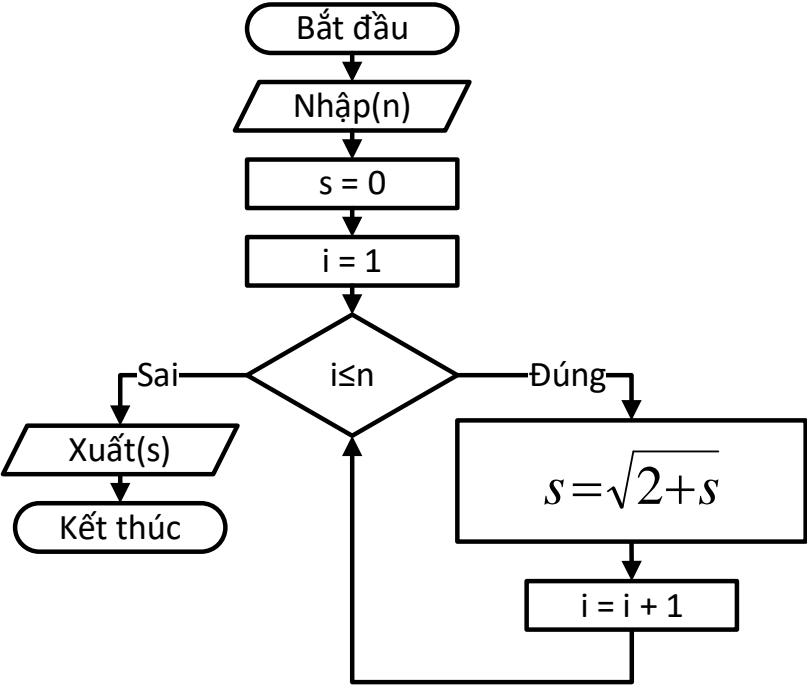 Bắt đầu
Nhập(n)
s = 0
i = 1
i≤n
Sai
Đúng
Xuất(s)
s=√2+s
Kết thúc
i = i + 1